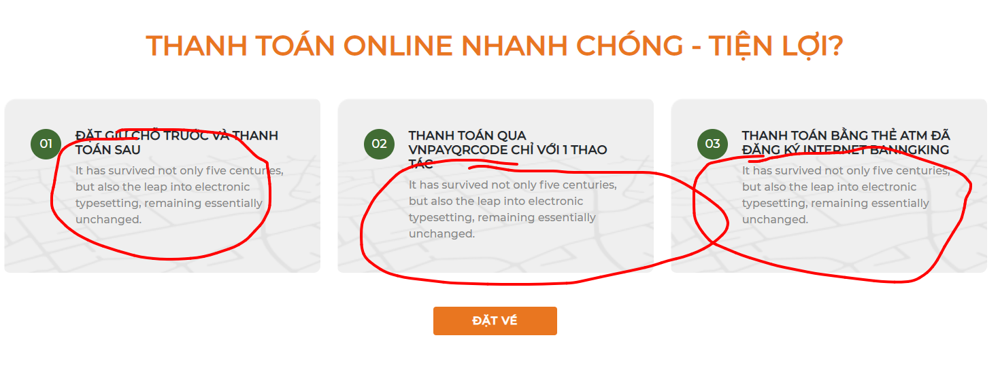 THANH TOÁN ONLINE NHANH CHÓNG - TIỆN LỢI?
01
ĐẶT GIỮ CHỖ TRƯỚC VÀ THANH
TOÁN SAU
It has survived not only five centuries,
but also the leap into electronic
typesetting, remaining essentially
unchanged.
02
THANH TOÁN QUA
VNPAYQRCODE CHỈ VỚI 1 THAO
TÁC
It has survived not only five centuries,
but also the leap into electronic
typesetting, remaining essentially
unchanged.
03
THANH TOÁN BẰNG THẺ ATM ĐÃ
ĐĂNG KÝ INTERNET BANNGKING
It has survived not only five centuries,
but also the leap into electronic
typesetting, remaining essentially
unchanged.
ĐẶT VÉ